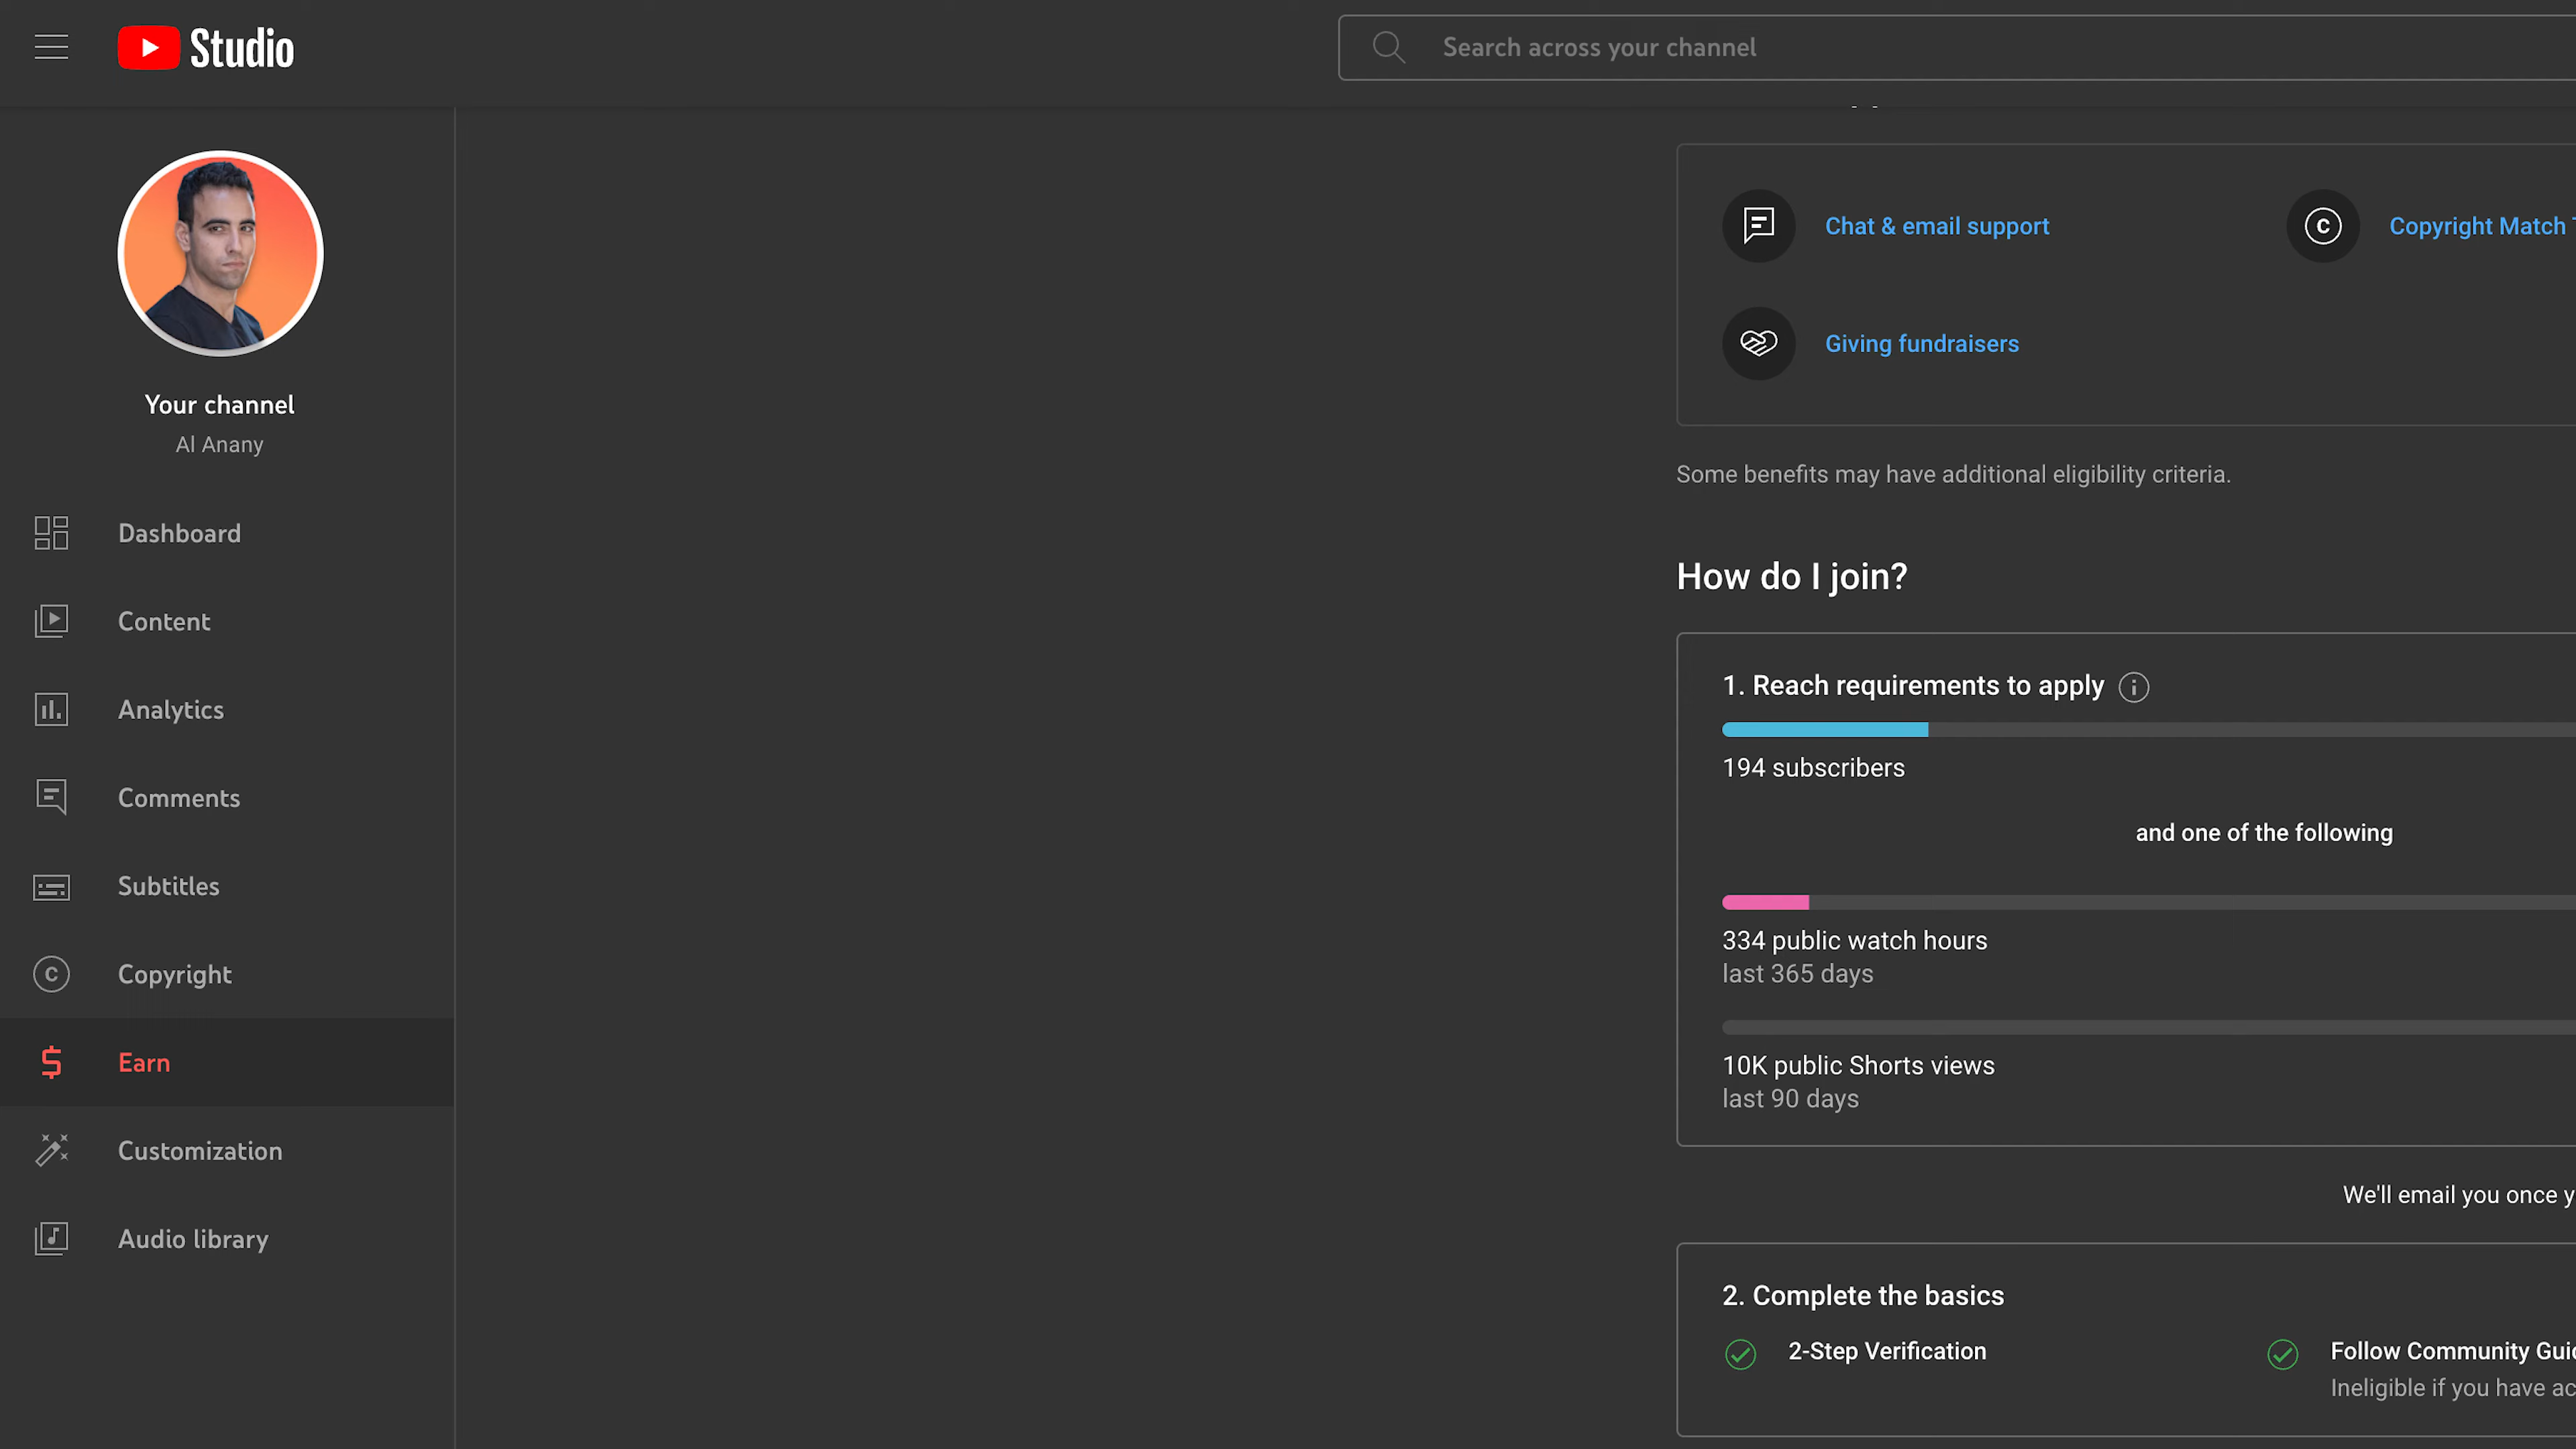 Studio
Search across your channel
Your channel
Al Anany
Dashboard
Content
Analytics
Comments
Subtitles
Copyright
Earn
Customization
Audio library
Chat & email support
Copyright Match
Giving fundraisers
Some benefits may have additional eligibility criteria.
How do I join?
1. Reach requirements to apply
194 subscribers
and one of the following
334 public watch hours
last 365 days
10K public Shorts views
last 90 days
We'll email you once y
2. Complete the basics
2-Step Verification
Follow Community Gui
Ineligible if you have ac